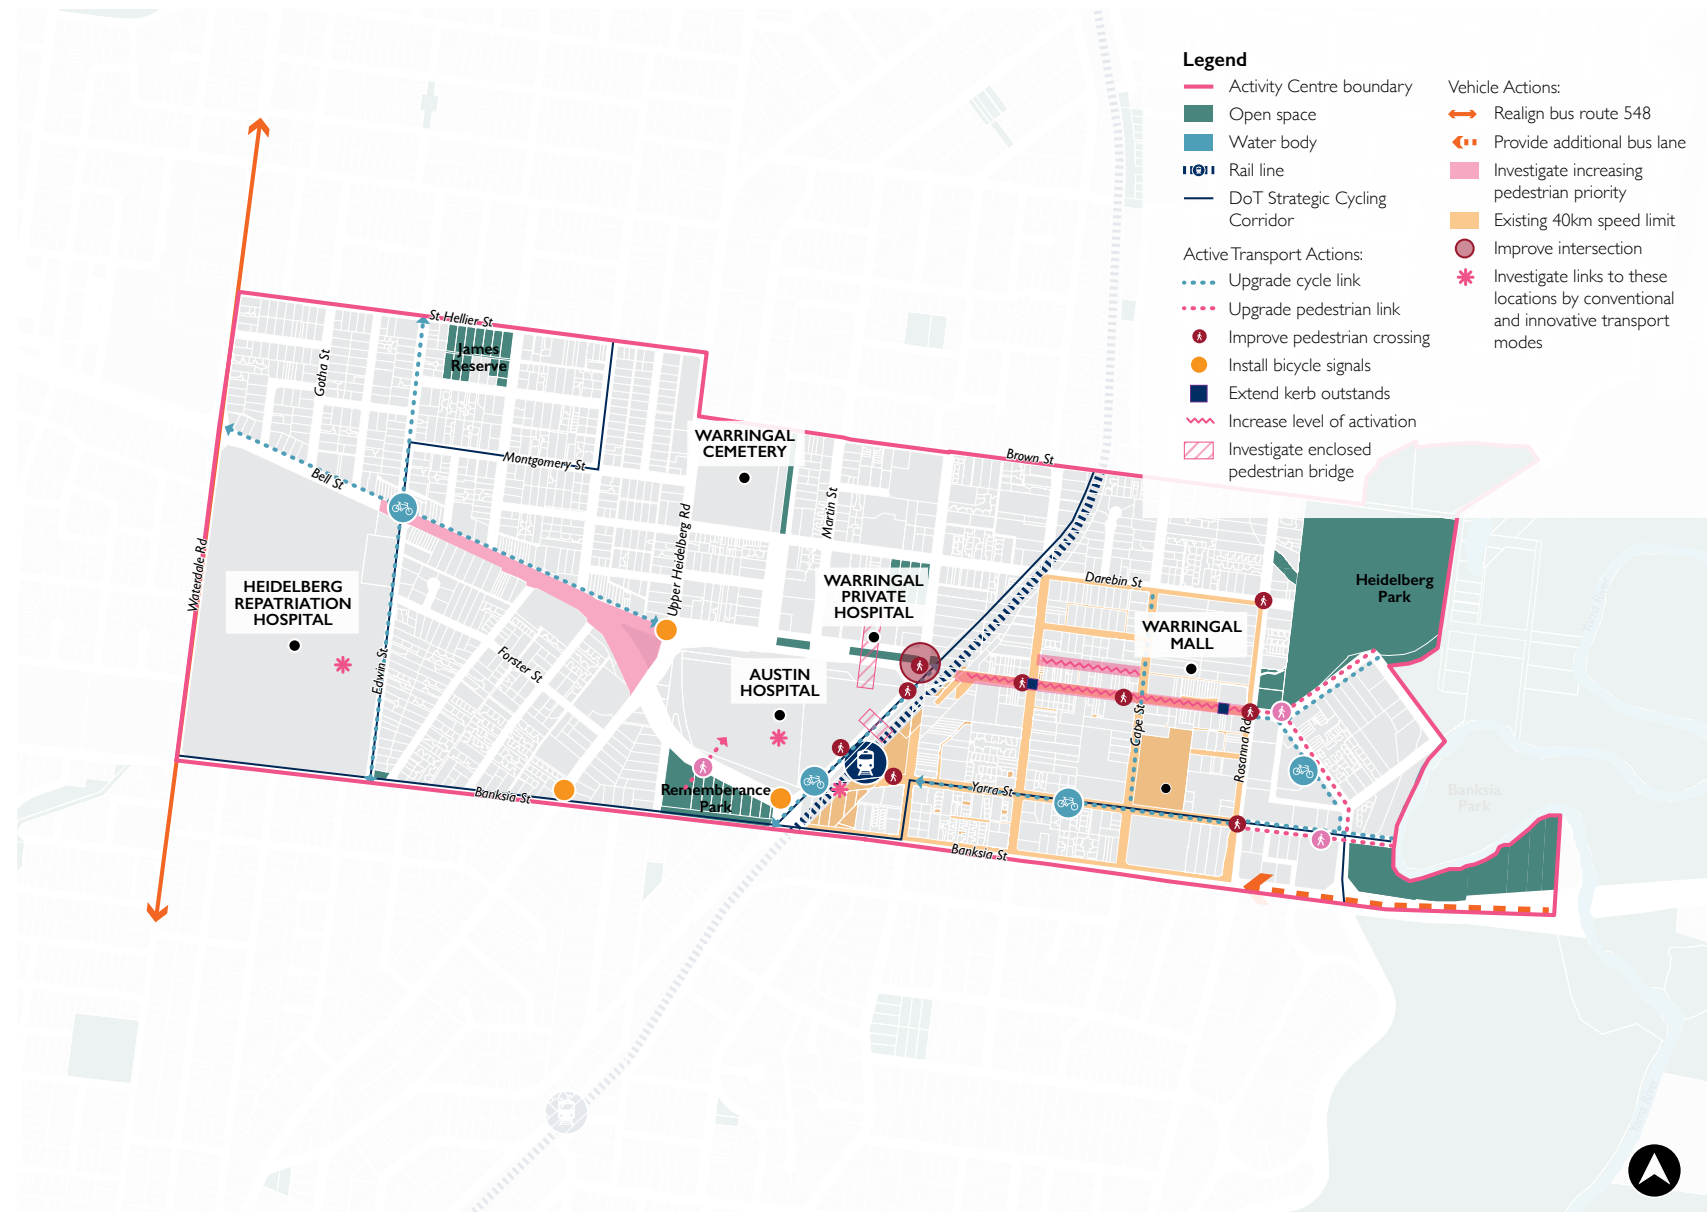 Legend
Activity Centre boundary
Open space
Water body
Rail line
DoT Strategic Cycling
Corridor
Active Transport Actions:
Upgrade cycle link
Upgrade pedestrian link
Improve pedestrian crossing
Install bicycle signals
Extend kerb outstands
Increase level of activation
Investigate enclosed
pedestrian bridge
Vehicle Actions:
Realign bus route 548
Provide additional bus lane
Investigate increasing
pedestrian priority
Existing 40km speed limit
Improve intersection
Investigate links to these
locations by conventional
and innovative transport
modes
St Hellier St
James
Reserve
Gotha St
WARRINGAL
CEMETERY
Brown St
Montgomery St
Bell St
Martin St
Upper Heidelberg Rd
Waterdale Rd
HEIDELBERG
REPATRIATION
HOSPITAL
WARRINGAL
PRIVATE
HOSPITAL
Darebin St
Heidelberg
Park
WARRINGAL
MALL
Edwin St
Forster St
AUSTIN
HOSPITAL
Cape St
Rosanna Rd
Rememberance
Park
Yarra St
Banksia
Park
Banksia St
Banksia St